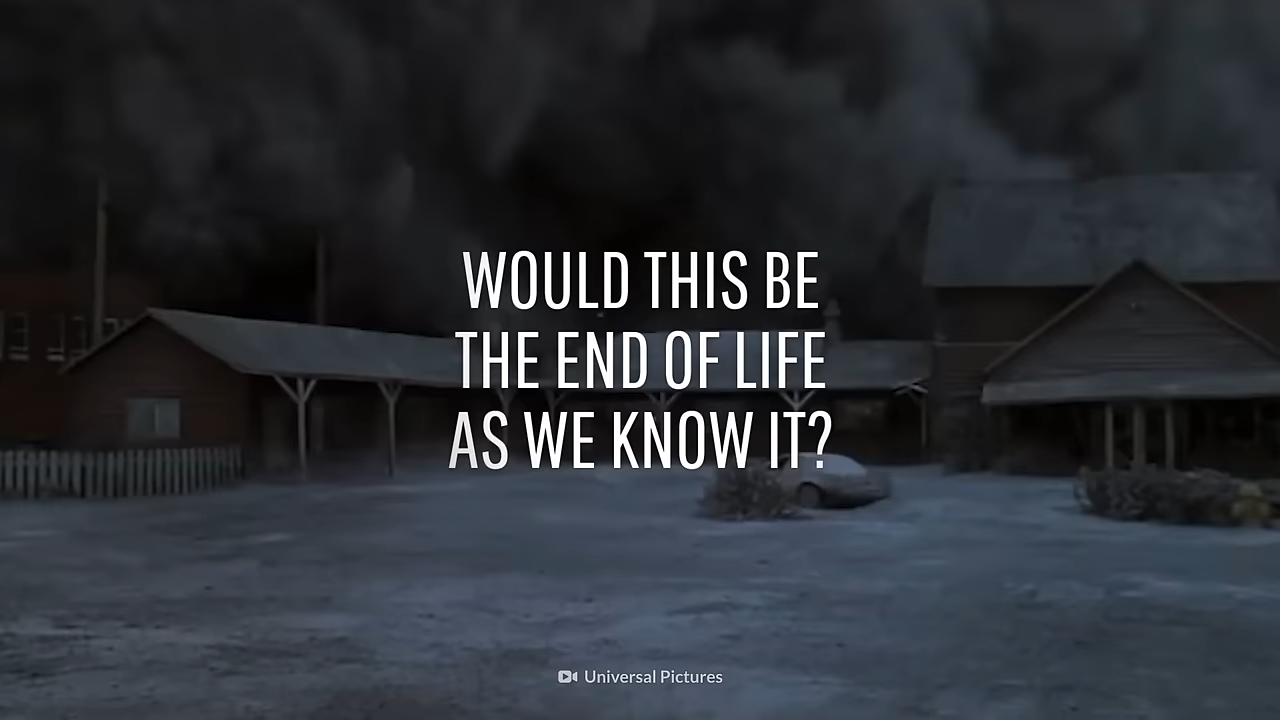 WOULD THIS BE
THE END OF LIFE
AS WE KNOW IT?
Universal Pictures